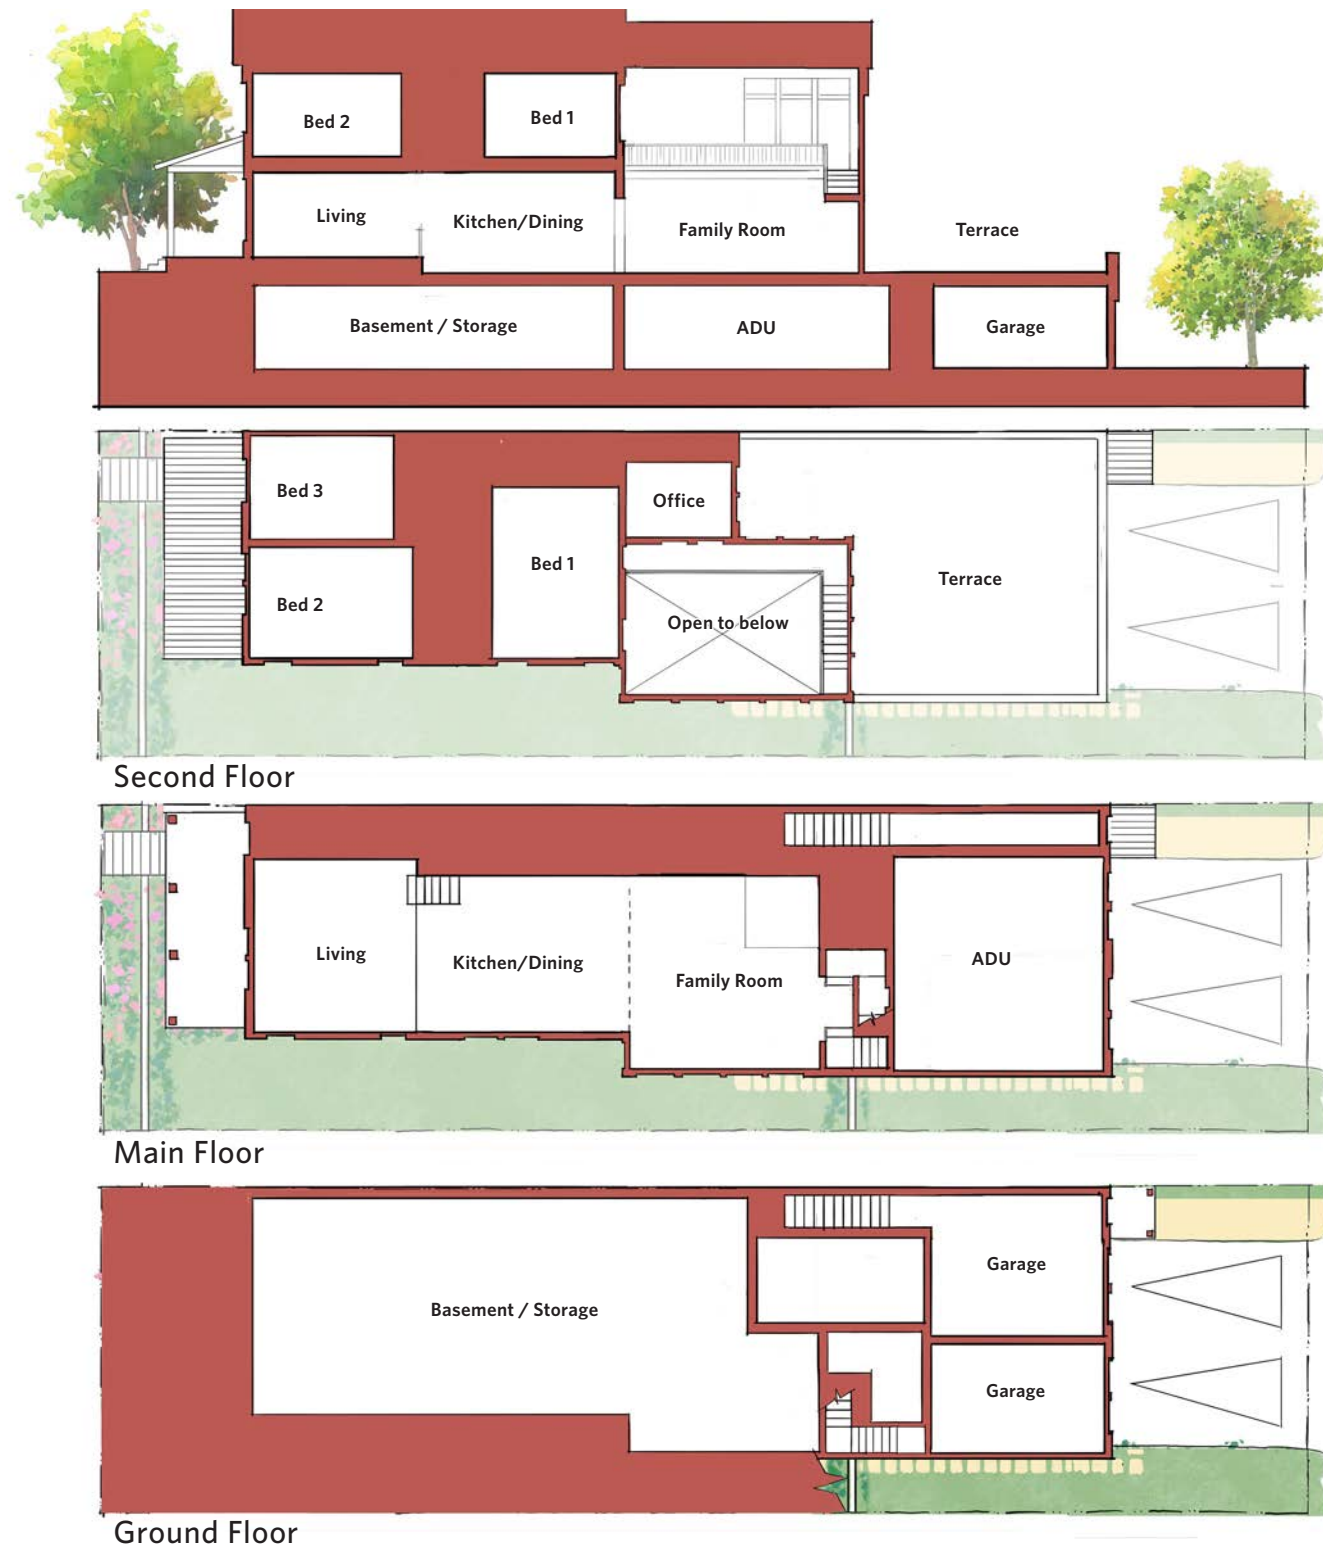 Bed 2
Bed 1
Living
Kitchen/Dining
Family Room
Terrace
Basement / Storage
ADU
Garage
Bed 3
Office
Bed 1
Terrace
Bed 2
Open to below
Second Floor
Living
Kitchen/Dining
Family Room
ADU
Main Floor
Garage
Basement / Storage
Garage
Ground Floor